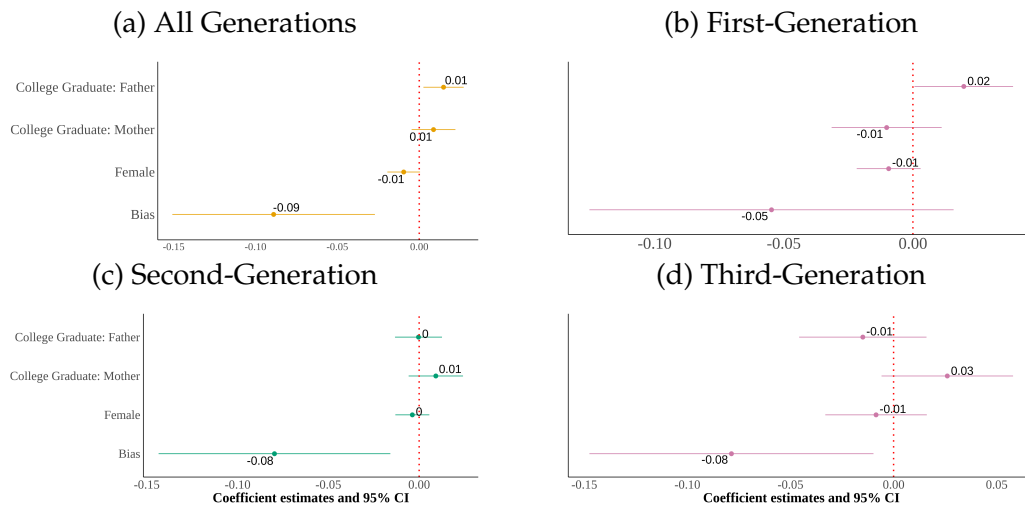 (a) All Generations
College Graduate: Father
0.01
College Graduate: Mother
0.01
Female
-0.01
Bias
-0.09
-0.15 -0.10 -0.05 0.00
(b) First-Generation
0.02
-0.01
-0.01
-0.05
-0.10 -0.05 0.00
(c) Second-Generation
College Graduate: Father
0
College Graduate: Mother
0.01
Female
0
Bias
-0.08
-0.15 -0.10 -0.05 0.00
Coefficient estimates and 95% CI
(d) Third-Generation
-0.01
0.03
-0.01
-0.08
-0.15 -0.10 -0.05 0.00 0.05
Coefficient estimates and 95% CI